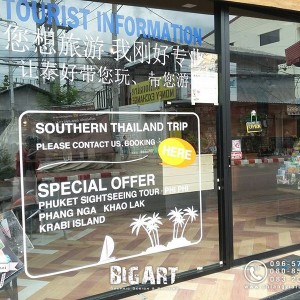 TOURIST INFORMATION
您想旅游 我刚好专业
让泰好带您玩、带您游
SOUTHERN THAILAND TRIP
PLEASE CONTACT US. BOOKING
HERE
SPECIAL OFFER
PHUKET SIGHTSEEING TOUR
PHANG NGA KHAO LAK
KRABI ISLAND
BIG ART